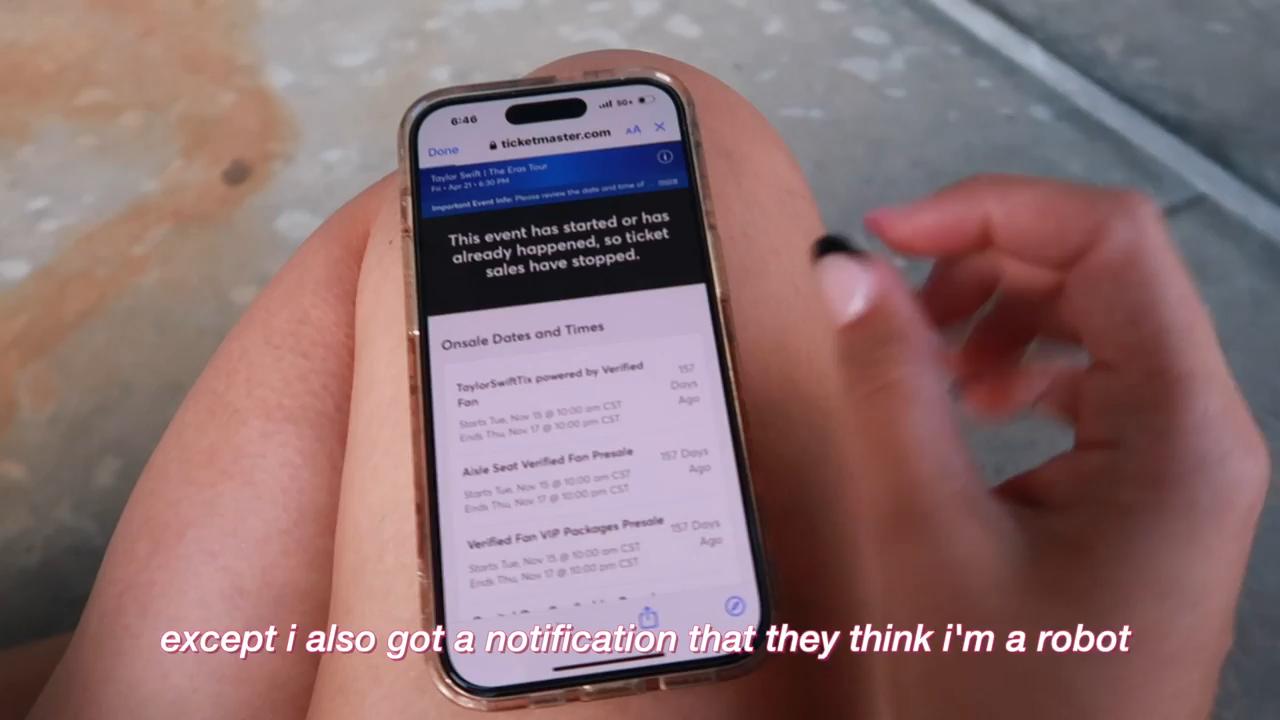 6:46
5G+
Done
ticketmaster.com
AA
Taylor Swift | The Eras Tour
Fri • Apr 21 • 6:30 PM
Important Event Info: Please review the date and time of ...
This event has started or has
already happened, so ticket
sales have stopped.
Onsale Dates and Times
TaylorSwiftTix powered by Verified
Fan
157
Days
Ago
Starts Tue, Nov 15 @ 10:00 am CST
Ends Thu, Nov 17 @ 10:00 pm CST
Aisle Seat Verified Fan Presale
157 Days
Ago
Starts Tue, Nov 15 @ 10:00 am CST
Ends Thu, Nov 17 @ 10:00 pm CST
Verified Fan VIP Packages Presale
157 Days
Ago
Starts Tue, Nov 15 @ 10:00 am CST
Ends Thu, Nov 17 @ 10:00 pm CST
except i also got a notification that they think i'm a robot